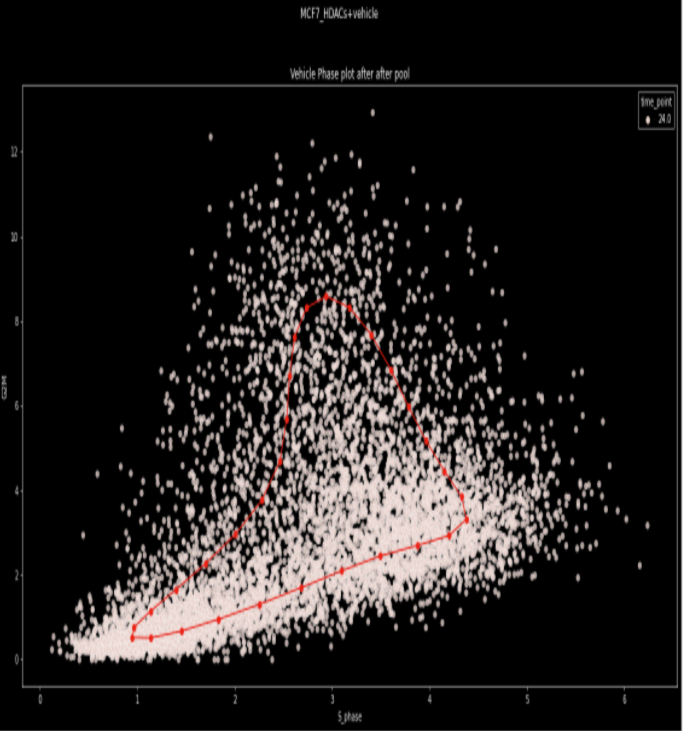 MCF7_HDACs+vehicle
Vehicle Phase plot after after pool
time_point
24.0
12
10
8
6
4
2
0
G2M
0 1 2 3 4 5 6
S_phase